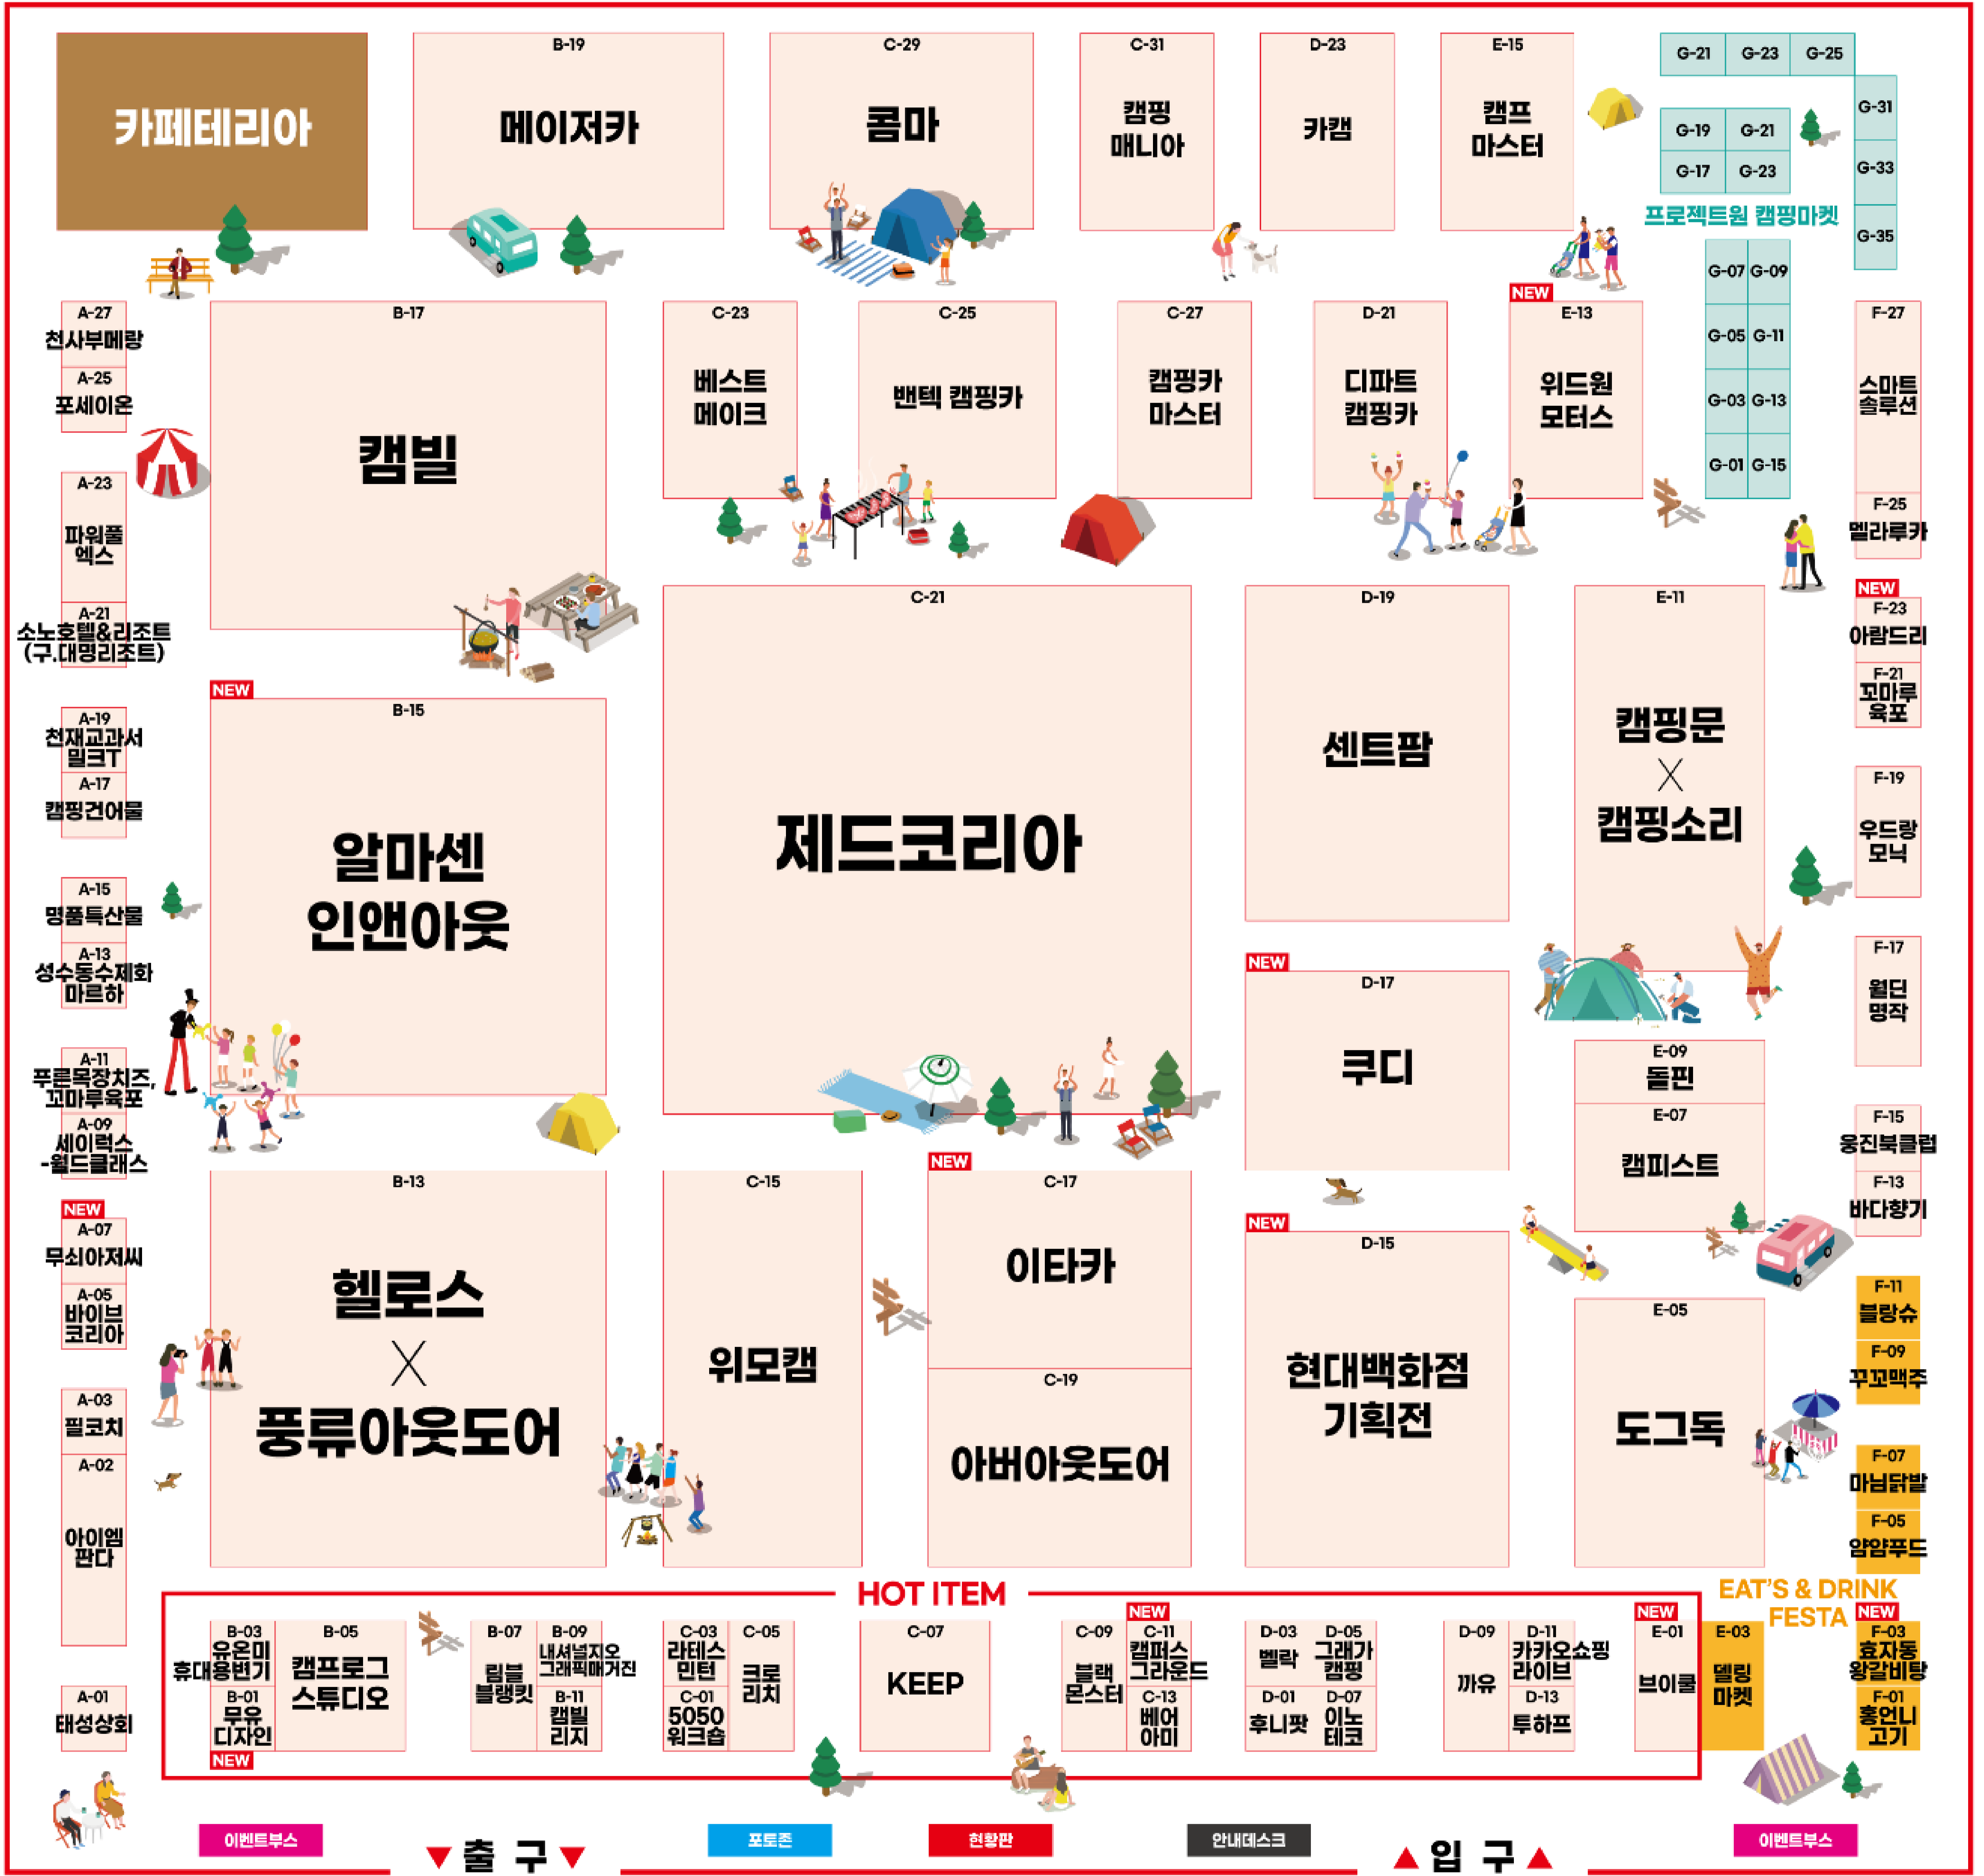 카페테리아
B-19
메이저카
C-29
콤마
C-31
캠핑
매니아
D-23
카캠
E-15
캠프
마스터
G-21
G-23
G-25
G-31
G-33
G-35
G-19
G-21
G-17
G-23
프로젝트원 캠핑마켓
G-07
G-09
G-05
G-11
G-03
G-13
G-01
G-15
A-27
천사부메랑
A-25
포세이온
A-23
파워풀
엑스
A-21
소노호텔&리조트
(구.대명리조트)
A-19
천재교과서
밀크T
A-17
캠핑건어물
A-15
명품특산물
A-13
성수동수제화
마르하
A-11
푸른목장치즈,
꼬마루육포
A-09
세이럭스
-월드클래스
NEW
A-07
무쇠아저씨
A-05
바이브
코리아
A-03
필코치
A-02
아이엠
판다
A-01
태성상회
B-17
캠빌
C-23
베스트
메이크
C-25
밴텍 캠핑카
C-27
캠핑카
마스터
D-21
디파트
캠핑카
NEW
E-13
위드원
모터스
F-27
스마트
솔루션
F-25
멜라루카
NEW
F-23
아람드리
F-21
꼬마루
육포
F-19
우드랑
모닉
F-17
월딘
명작
F-15
웅진북클럽
F-13
바다향기
F-11
블랑슈
F-09
꾸꼬맥주
F-07
마님닭발
F-05
얌얌푸드
NEW
B-15
알마센
인앤아웃
C-21
제드코리아
D-19
센트팜
E-11
캠핑문
X
캠핑소리
NEW
D-17
쿠디
E-09
돌핀
E-07
캠피스트
B-13
헬로스
X
풍류아웃도어
C-15
위모캠
NEW
C-17
이타카
C-19
아버아웃도어
NEW
D-15
현대백화점
기획전
E-05
도그독
HOT ITEM
B-03
유온미
휴대용변기
B-01
무유
디자인
NEW
B-05
캠프로그
스튜디오
B-07
림블
블랭킷
B-09
내셔널지오
그래픽매거진
B-11
캠빌
리지
C-03
라테스
민턴
C-01
5050
워크숍
C-05
크로
리치
C-07
KEEP
C-09
블랙
몬스터
NEW
C-11
캠퍼스
그라운드
C-13
베어
아미
D-03
벨락
D-05
그래가
캠핑
D-01
후니팟
D-07
이노
테코
D-09
까유
D-11
카카오쇼핑
라이브
D-13
투하프
NEW
E-01
브이쿨
EAT'S & DRINK
FESTA
E-03
델링
마켓
NEW
F-03
효자동
왕갈비탕
F-01
홍언니
고기
이벤트부스
▼출 구▼
포토존
현황판
안내데스크
▲입 구▲
이벤트부스